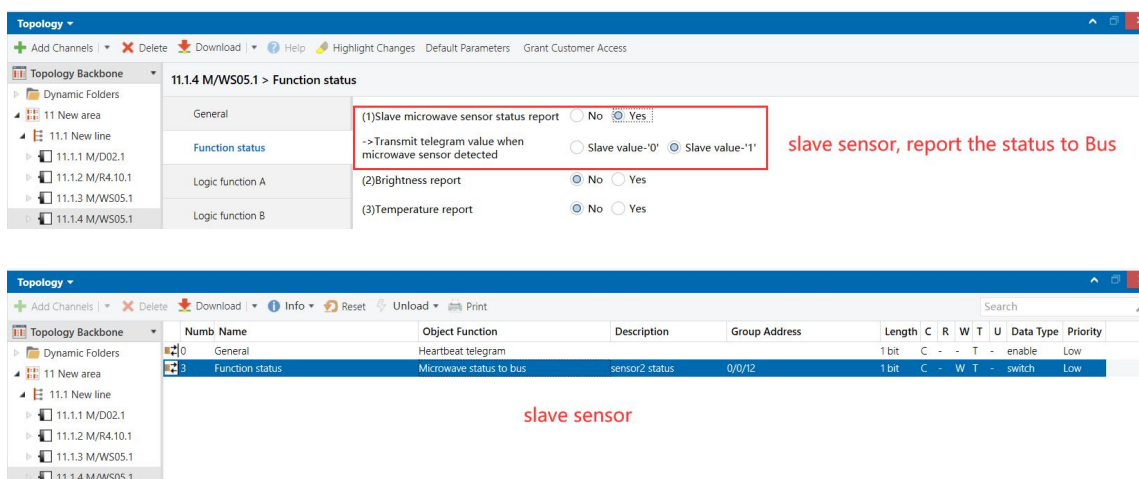 Topology
Add Channels Delete Download Help Highlight Changes Default Parameters Grant Customer Access
Topology Backbone
Dynamic Folders
11 New area
11.1 New line
11.1.1 M/D02.1
11.1.2 M/R4.10.1
11.1.3 M/WS05.1
11.1.4 M/WS05.1
11.1.4 M/WS05.1 > Function status
General
Function status
Logic function A
Logic function B
(1)Slave microwave sensor status report No Yes
->Transmit telegram value when
microwave sensor detected Slave value-'0' Slave value-'1'
(2)Brightness report No Yes
(3)Temperature report No Yes
slave sensor, report the status to Bus
Topology
Add Channels Delete Download Info Reset Unload Print Search
Topology Backbone
Dynamic Folders
11 New area
11.1 New line
11.1.1 M/D02.1
11.1.2 M/R4.10.1
11.1.3 M/WS05.1
11.1.4 M/WS05.1
Numb Name Object Function Description Group Address Length C R W T U Data Type Priority
0 General Heartbeat telegram 1 bit C - - T - enable Low
3 Function status Microwave status to bus sensor2 status 0/0/12 1 bit C - W T - switch Low
slave sensor